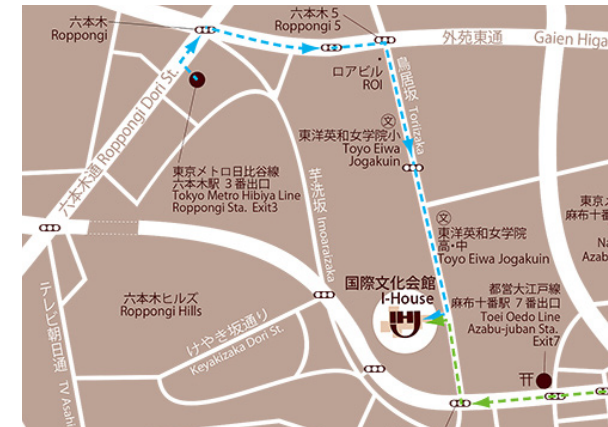 六本木
Roppongi
六本木 5
Roppongi 5
外苑東通
Gaien Higa
ロアビル
ROI
鳥居坂 Toriizaka
六本木通 Roppongi Dori St.
文
東洋英和女学院小
Toyo Eiwa
Jogakuin
東京メトロ日比谷線
六本木駅 3番出口
Tokyo Metro Hibiya Line
Roppongi Sta. Exit3
芋洗坂 Imoaraizaka
文
東洋英和女学院
高・中
Toyo Eiwa Jogakuin
東京メ
麻布十番
Na
Azab
国際文化会館
I-House
IHJ
都営大江戸線
麻布十番駅 7番出口
Toei Oedo Line
Azabu-juban Sta.
Exit7
六本木ヒルズ
Roppongi Hills
けやき坂通り
Keyakizaka Dori St.
テレビ朝日通 TV Asahi